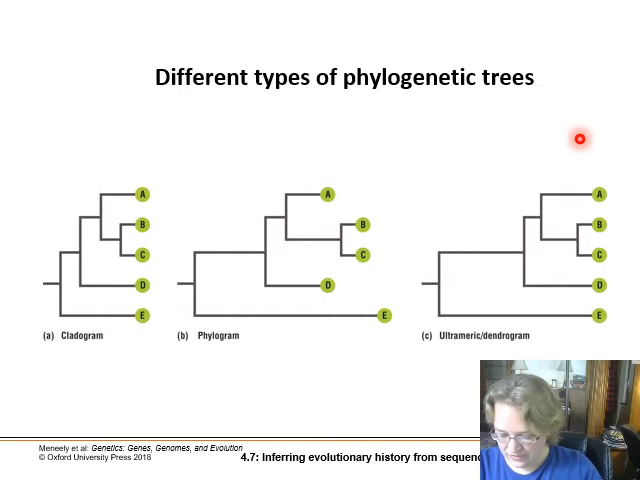 Different types of phylogenetic trees
A
B
C
D
E
(a) Cladogram
A
B
C
D
E
(b) Phylogram
A
B
C
D
E
(c) Ultrameric/dendrogram
Meneely et al: Genetics: Genes, Genomes, and Evolution
© Oxford University Press 2018
4.7: Inferring evolutionary history from